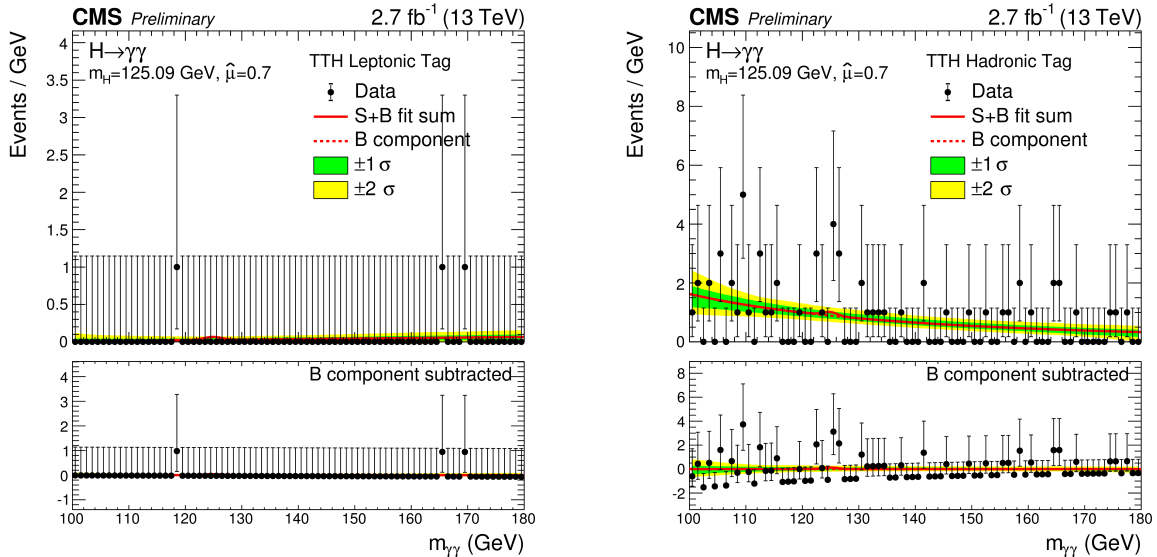 CMS Preliminary 2.7 fb⁻¹ (13 TeV)
H→γγ
m_H=125.09 GeV, μ̂=0.7
TTH Leptonic Tag
Data
S+B fit sum
B component
±1 σ
±2 σ
Events / GeV
4
3.5
3
2.5
2
1.5
1
0.5
0
B component subtracted
4
3
2
1
0
-1
100 110 120 130 140 150 160 170 180
m_γγ (GeV)
CMS Preliminary 2.7 fb⁻¹ (13 TeV)
H→γγ
m_H=125.09 GeV, μ̂=0.7
TTH Hadronic Tag
Data
S+B fit sum
B component
±1 σ
±2 σ
Events / GeV
10
8
6
4
2
0
B component subtracted
8
6
4
2
0
-2
100 110 120 130 140 150 160 170 180
m_γγ (GeV)